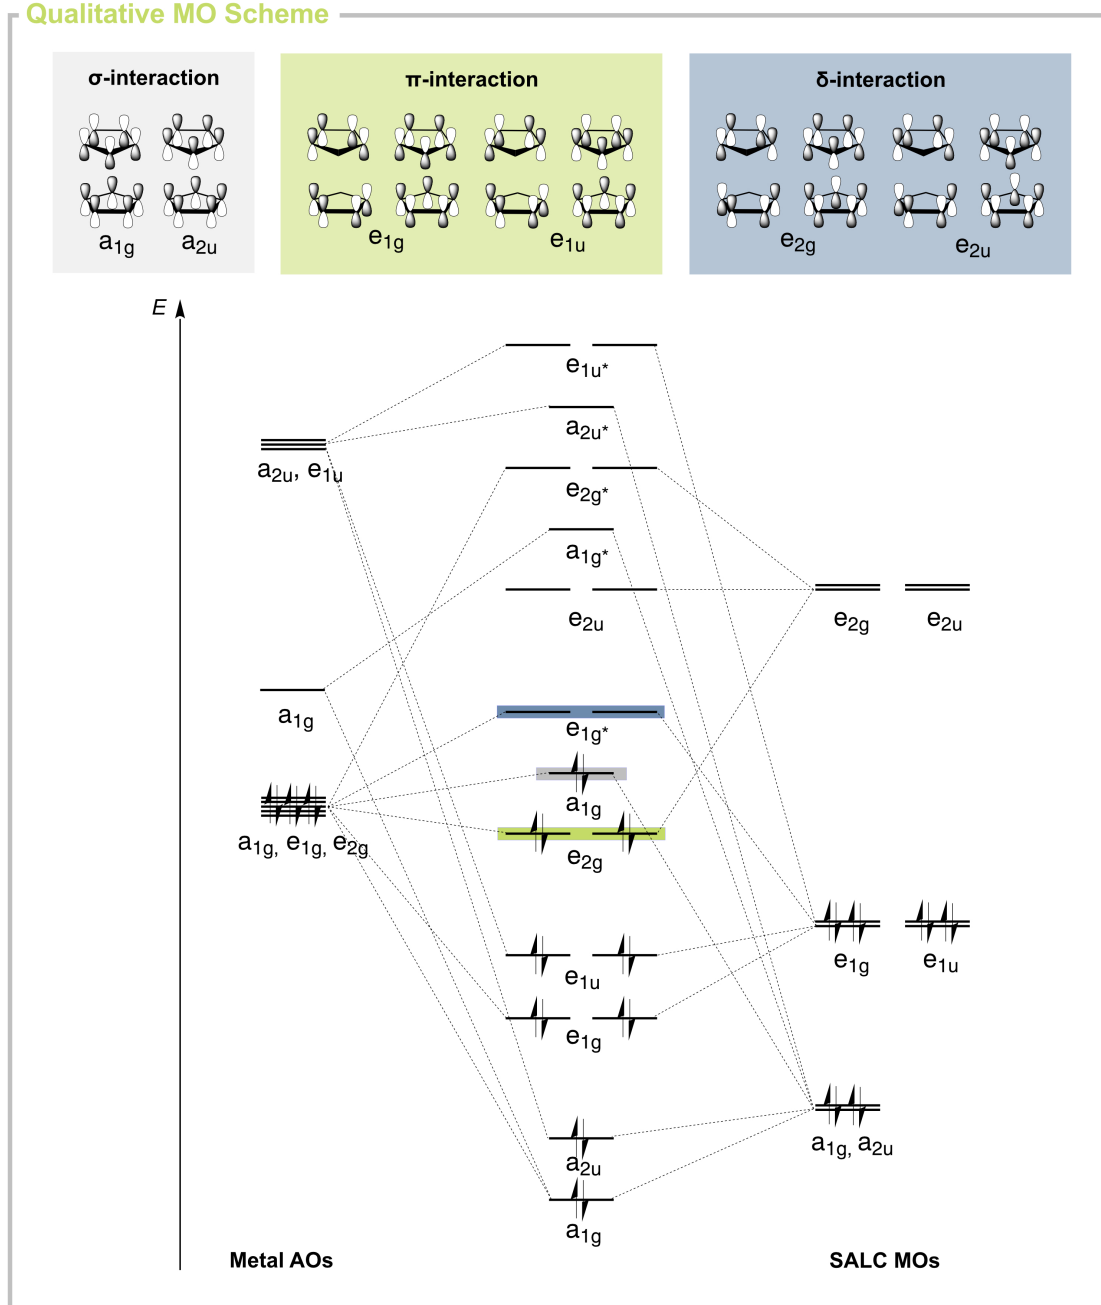 Qualitative MO Scheme
σ-interaction
π-interaction
δ-interaction
a1g
a2u
e1g
e1u
e2g
e2u
E
e1u*
a2u*
a2u, e1u
e2g*
a1g*
e2u
e2g
e2u
a1g
e1g*
a1g
a1g, e1g, e2g
e2g
e1g
e1u
e1u
e1g
a1g, a2u
a2u
a1g
Metal AOs
SALC MOs